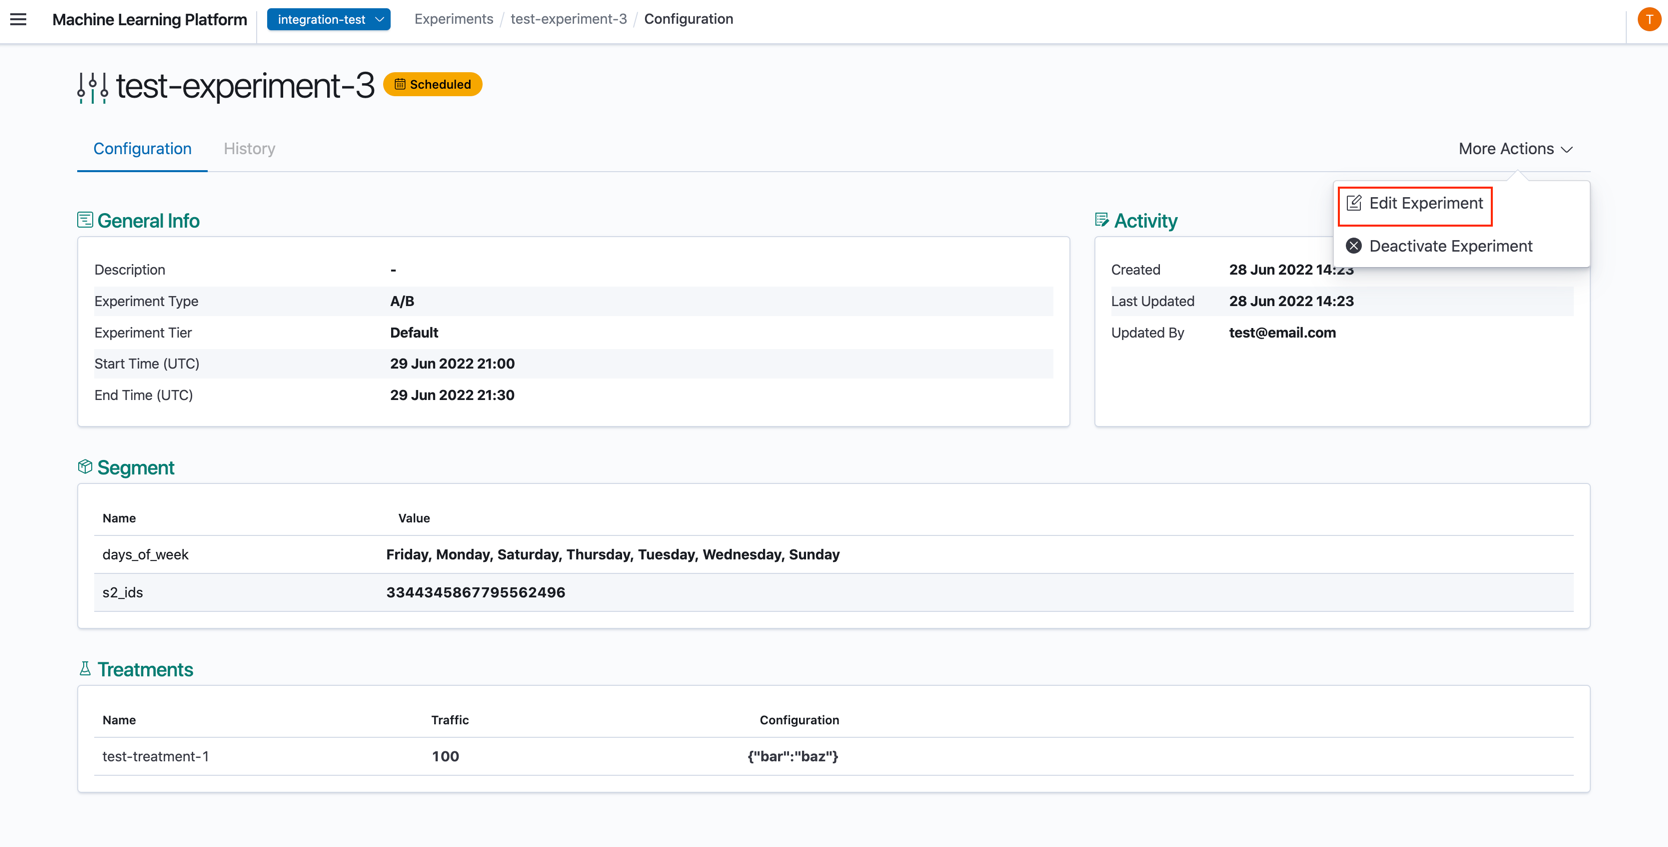 Machine Learning Platform integration-test Experiments / test-experiment-3 / Configuration T
test-experiment-3 Scheduled
Configuration History More Actions
Edit Experiment
Deactivate Experiment
General Info
Description -
Experiment Type A/B
Experiment Tier Default
Start Time (UTC) 29 Jun 2022 21:00
End Time (UTC) 29 Jun 2022 21:30
Activity
Created 28 Jun 2022 14:23
Last Updated 28 Jun 2022 14:23
Updated By test@email.com
Segment
Name Value
days_of_week Friday, Monday, Saturday, Thursday, Tuesday, Wednesday, Sunday
s2_ids 3344345867795562496
Treatments
Name Traffic Configuration
test-treatment-1 100 {"bar":"baz"}